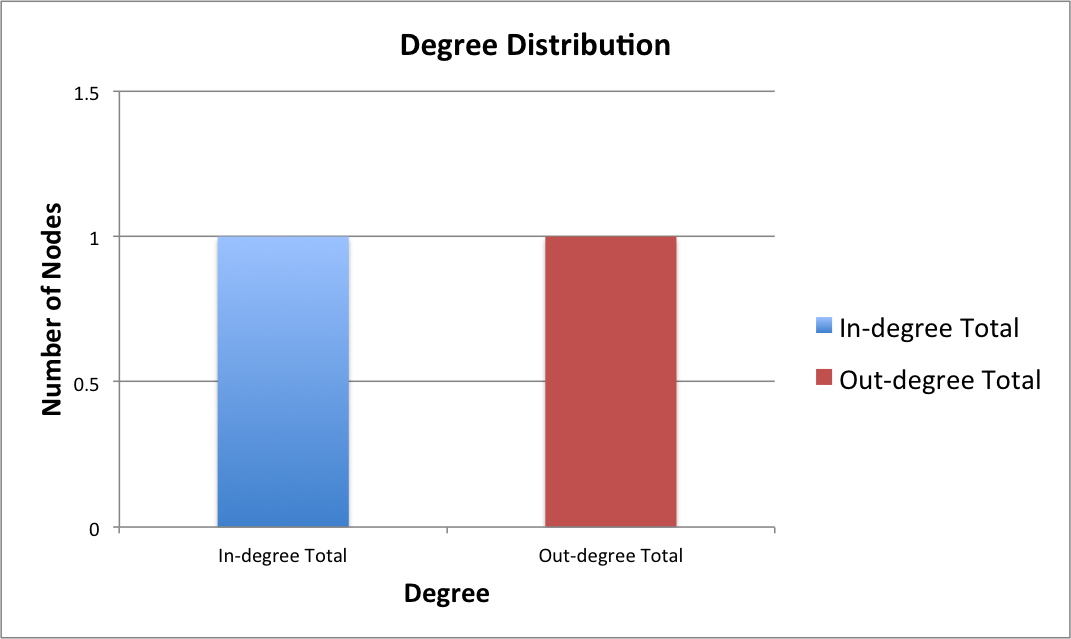 Degree Distribution
1.5
1
0.5
0
Number of Nodes
In-degree Total
Out-degree Total
Degree
In-degree Total
Out-degree Total